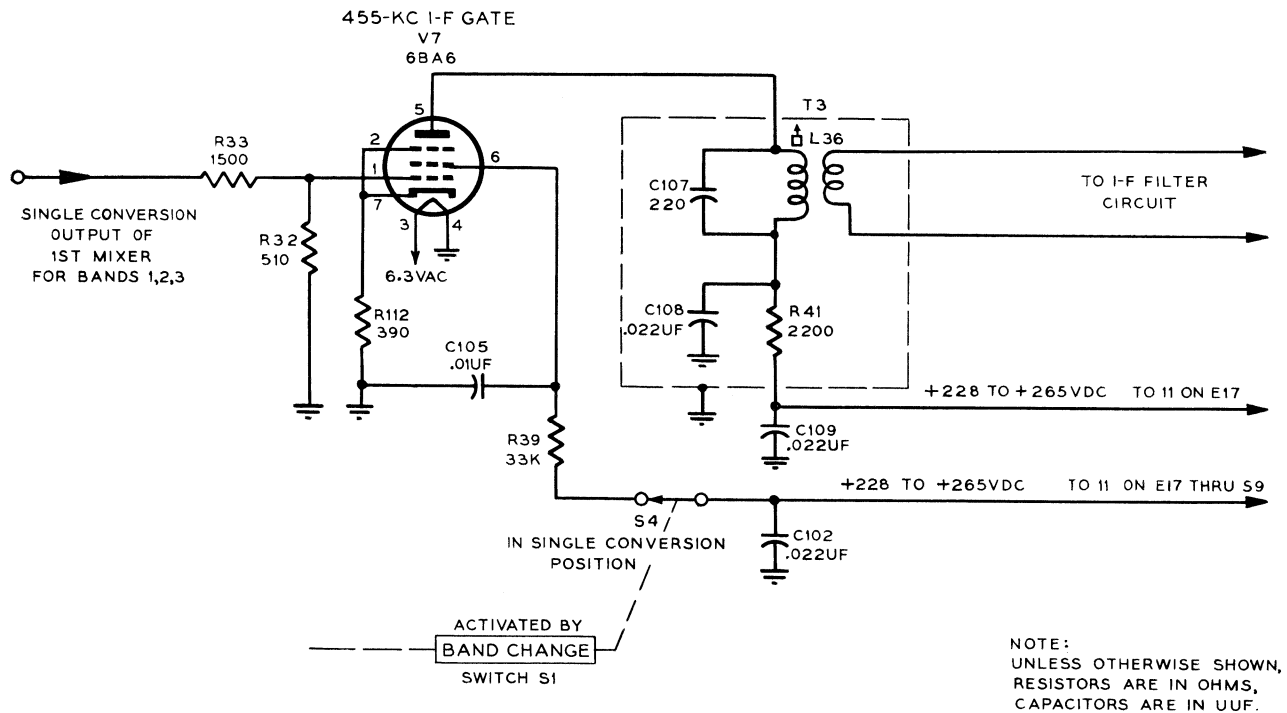 455-KC I-F GATE
V7
6BA6
5
2
1
7
6
3
4
6.3VAC
R33
1500
SINGLE CONVERSION
OUTPUT OF
1ST MIXER
FOR BANDS 1,2,3
R32
510
R112
390
C105
.01UF
R39
33K
T3
L36
C107
220
C108
.022UF
R41
2200
TO I-F FILTER
CIRCUIT
+228 TO +265VDC TO 11 ON E17
C109
.022UF
+228 TO +265VDC TO 11 ON E17 THRU S9
S4
IN SINGLE CONVERSION
POSITION
C102
.022UF
ACTIVATED BY
BAND CHANGE
SWITCH S1
NOTE:
UNLESS OTHERWISE SHOWN,
RESISTORS ARE IN OHMS,
CAPACITORS ARE IN UUF.